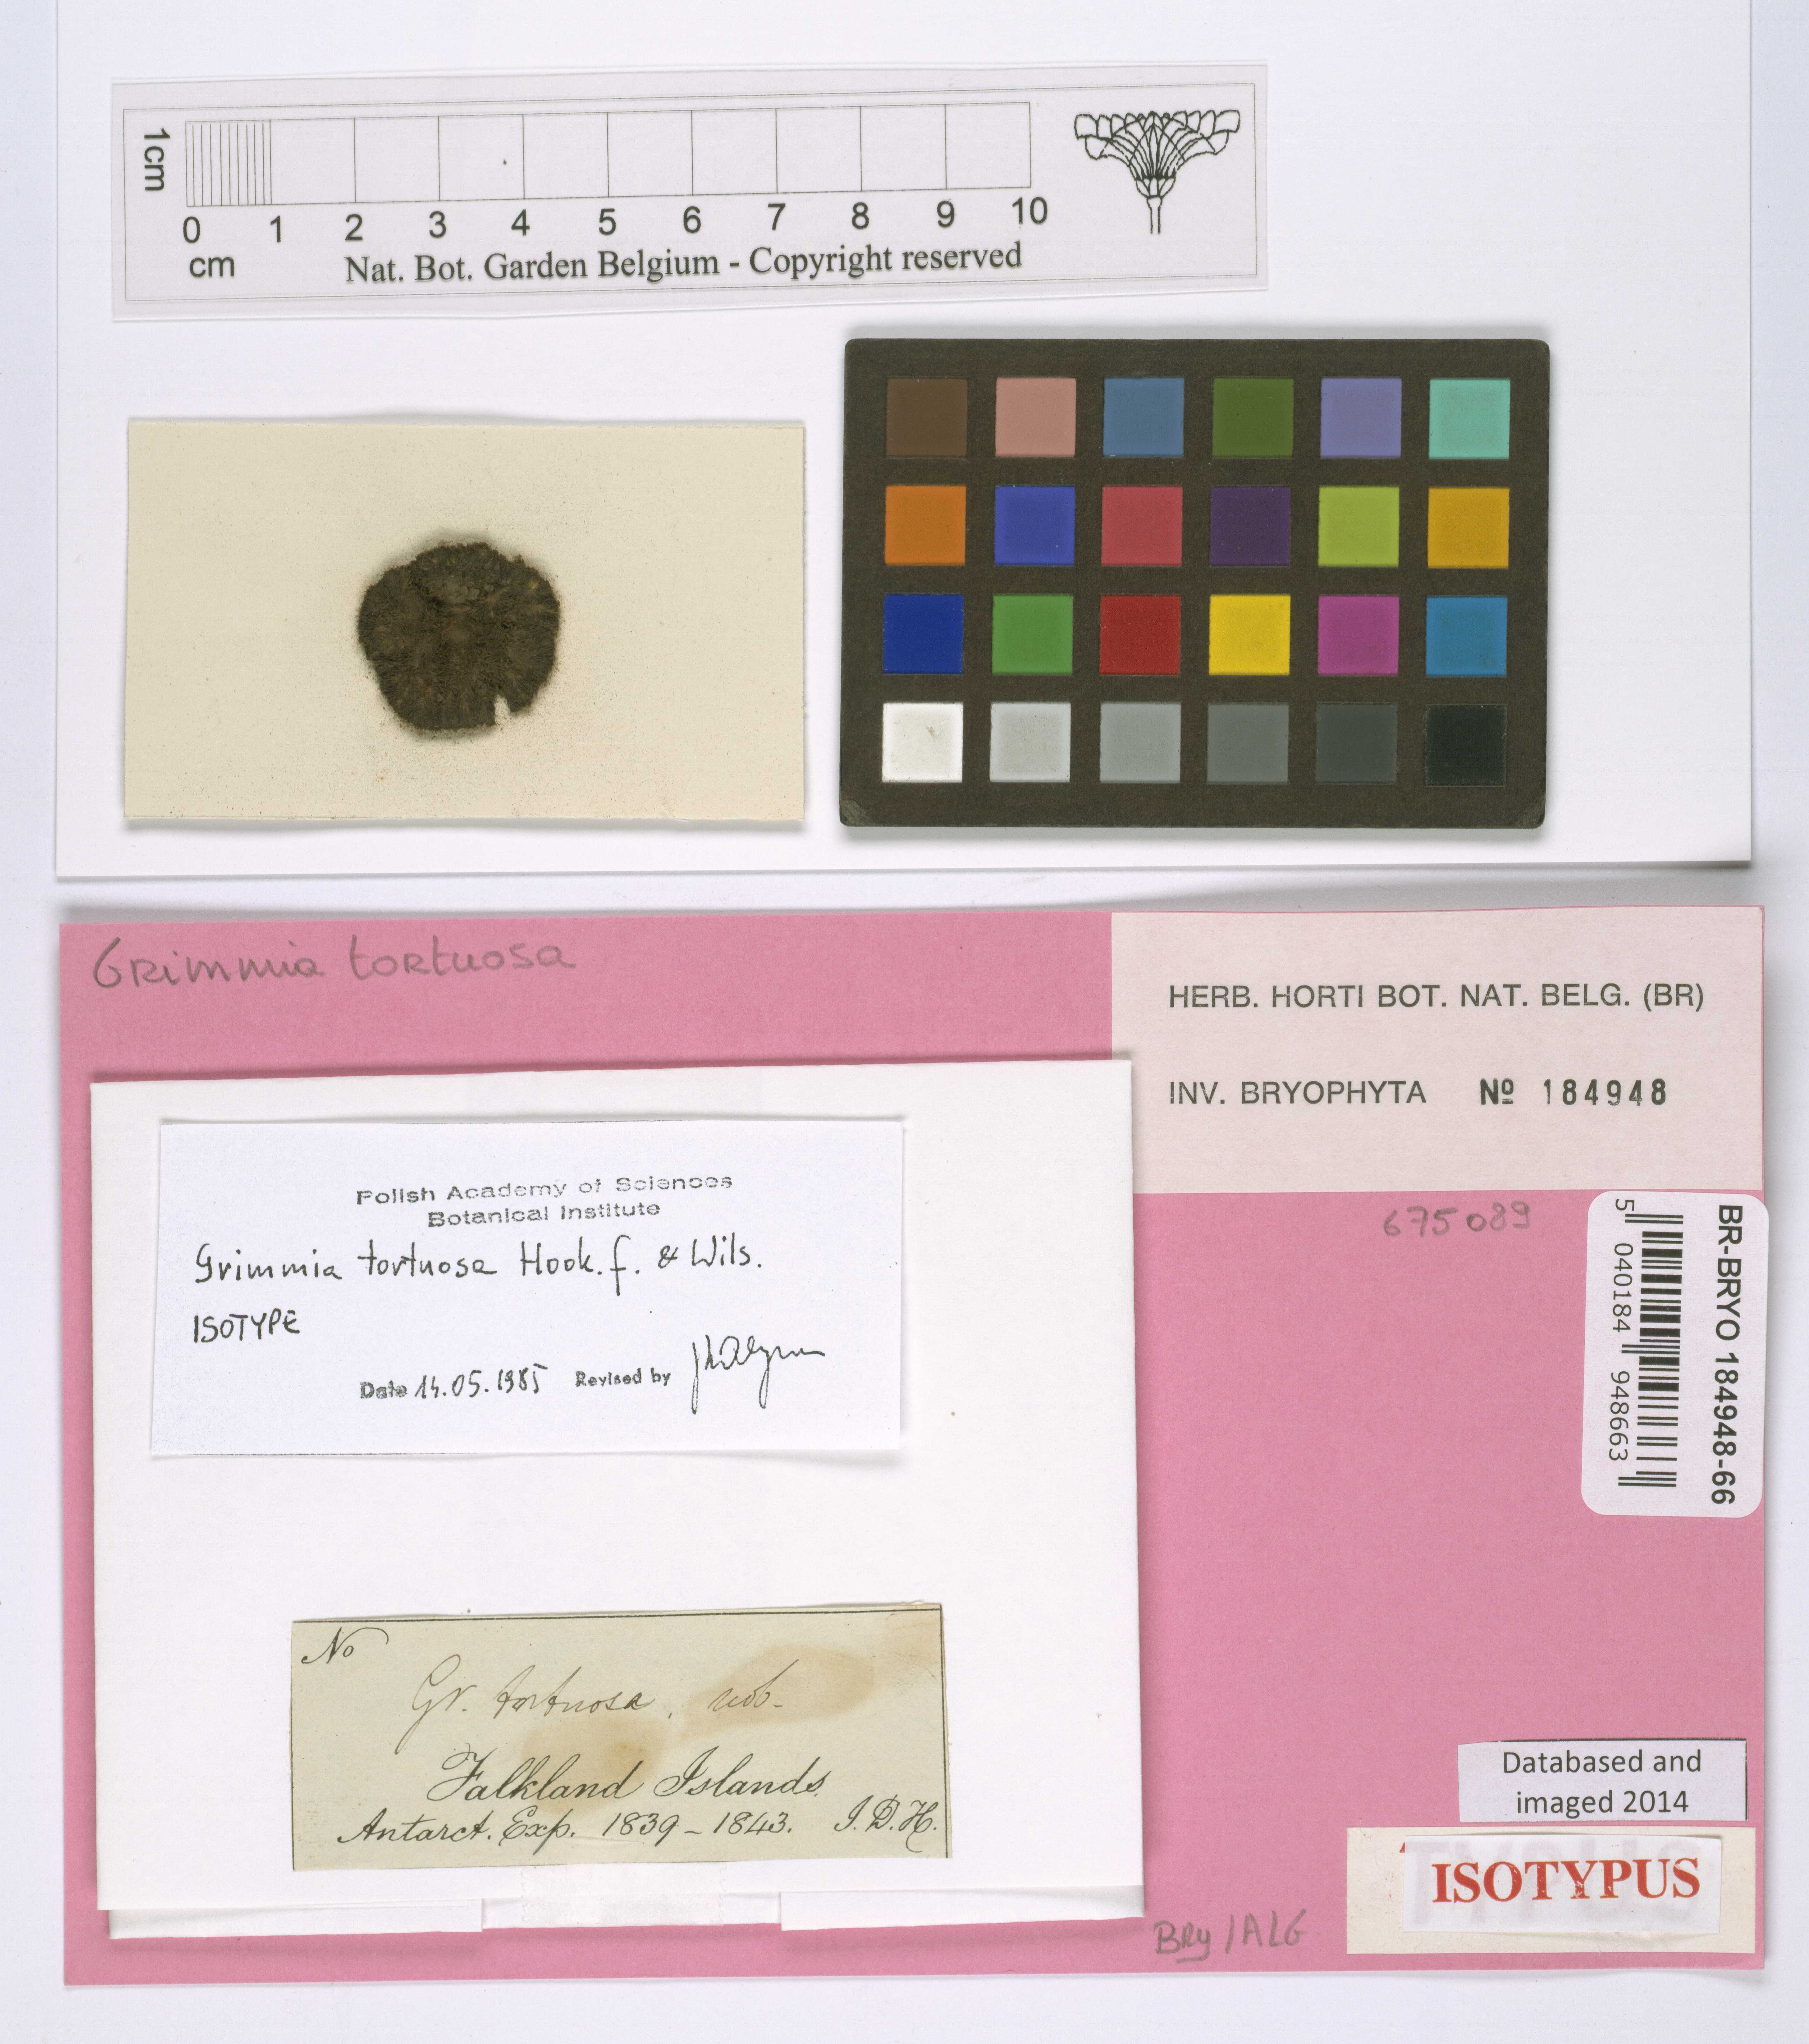 1cm
0 1 2 3 4 5 6 7 8 9 10
cm
Nat. Bot. Garden Belgium - Copyright reserved
Grimmia tortuosa
HERB. HORTI BOT. NAT. BELG. (BR)
INV. BRYOPHYTA Nº 184948
675089
BR-BRYO 184948-66
5 040184 948663
Polish Academy of Sciences
Botanical Institute
Grimmia tortuosa Hook. f. & Wils.
ISOTYPE
Date 14.05.1985 Revised by
No
Gr. tortuosa, nob.
Falkland Islands.
Antarct. Exp. 1839-1843. J.D.H.
Databased and
imaged 2014
ISOTYPUS
BRY/ALG